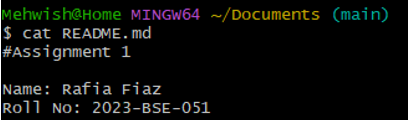 Mehwish@Home MINGW64 ~/Documents (main)
$ cat README.md
#Assignment 1
Name: Rafia Fiaz
Roll No: 2023-BSE-051